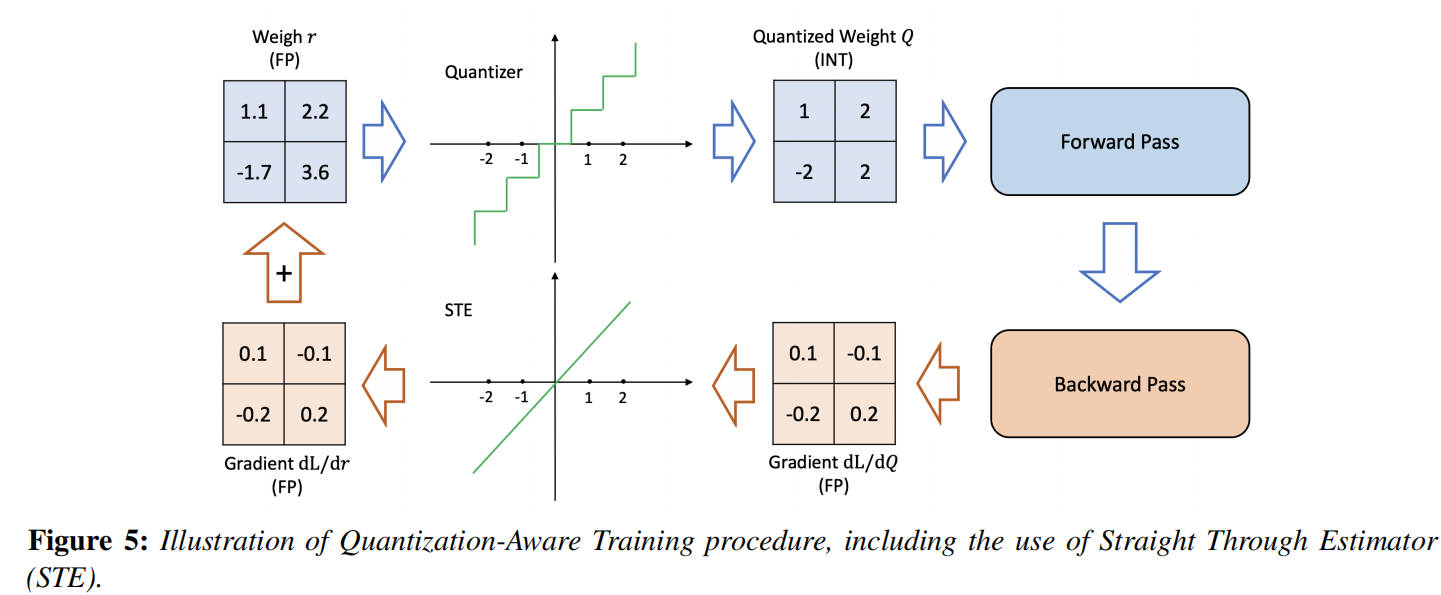 Weigh r
(FP)
1.1 2.2
-1.7 3.6
Quantizer
-2 -1 1 2
Quantized Weight Q
(INT)
1 2
-2 2
Forward Pass
+
0.1 -0.1
-0.2 0.2
Gradient dL/dr
(FP)
STE
-2 -1 1 2
0.1 -0.1
-0.2 0.2
Gradient dL/dQ
(FP)
Backward Pass
Figure 5: Illustration of Quantization-Aware Training procedure, including the use of Straight Through Estimator
(STE).